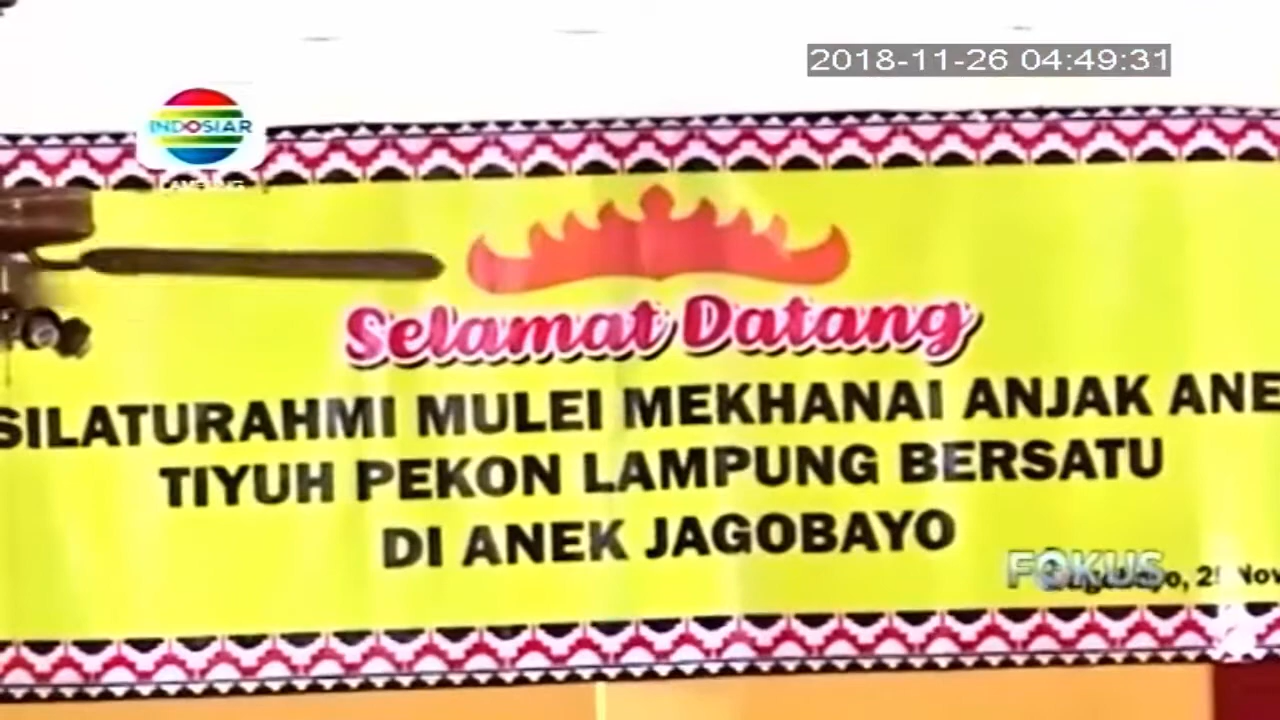 2018-11-26 04:49:31
INDOSIAR
LAMPUNG
Selamat Datang
SILATURAHMI MULEI MEKHANAI ANJAK ANE
TIYUH PEKON LAMPUNG BERSATU
DI ANEK JAGOBAYO
FOKUS